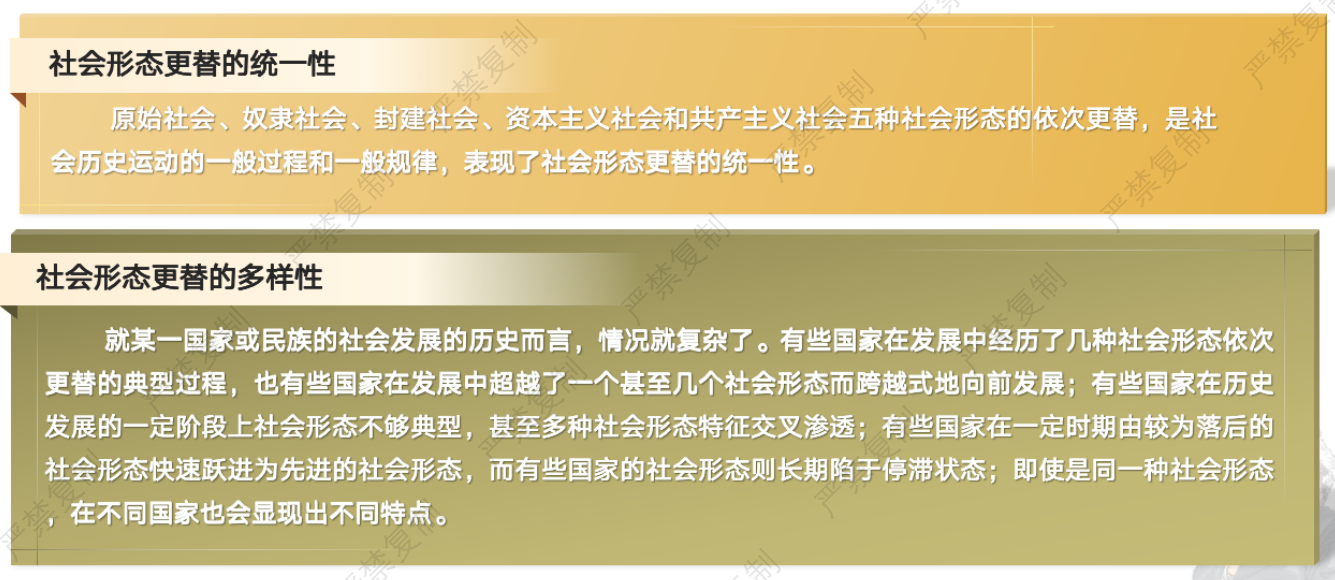 社会形态更替的统一性
原始社会、奴隶社会、封建社会、资本主义社会和共产主义社会五种社会形态的依次更替，是社
会历史运动的一般过程和一般规律，表现了社会形态更替的统一性。
社会形态更替的多样性
就某一国家或民族的社会发展的历史而言，情况就复杂了。有些国家在发展中经历了几种社会形态依次
更替的典型过程，也有些国家在发展中超越了一个甚至几个社会形态而跨越式地向前发展；有些国家在历史
发展的一定阶段上社会形态不够典型，甚至多种社会形态特征交叉渗透；有些国家在一定时期由较为落后的
社会形态快速跃进为先进的社会形态，而有些国家的社会形态则长期陷于停滞状态；即使是同一种社会形态
，在不同国家也会显现出不同特点。
严禁复制
严禁复制
严禁复制
严禁复制
严禁复制
严禁复制
严禁复制
严禁复制
严禁复制
严禁复制
严禁复制
严禁复制
严禁复制